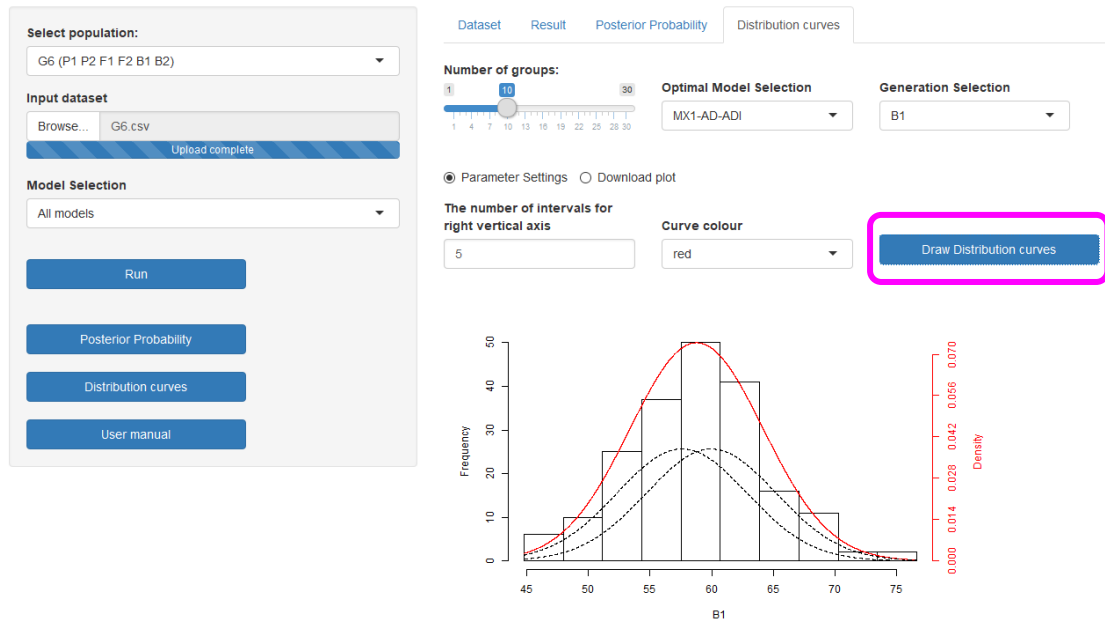 Select population:
G6 (P1 P2 F1 F2 B1 B2)
Input dataset
Browse... G6.csv
Upload complete
Model Selection
All models
Run
Posterior Probability
Distribution curves
User manual
Dataset Result Posterior Probability Distribution curves
Number of groups:
1 10 30
1 4 7 10 13 16 19 22 25 28 30
Optimal Model Selection
MX1-AD-ADI
Generation Selection
B1
Parameter Settings Download plot
The number of intervals for
right vertical axis
5
Curve colour
red
Draw Distribution curves
Frequency
50
40
30
20
10
0
45 50 55 60 65 70 75
B1
0.070
0.056
0.042
0.028
0.014
0.000
Density